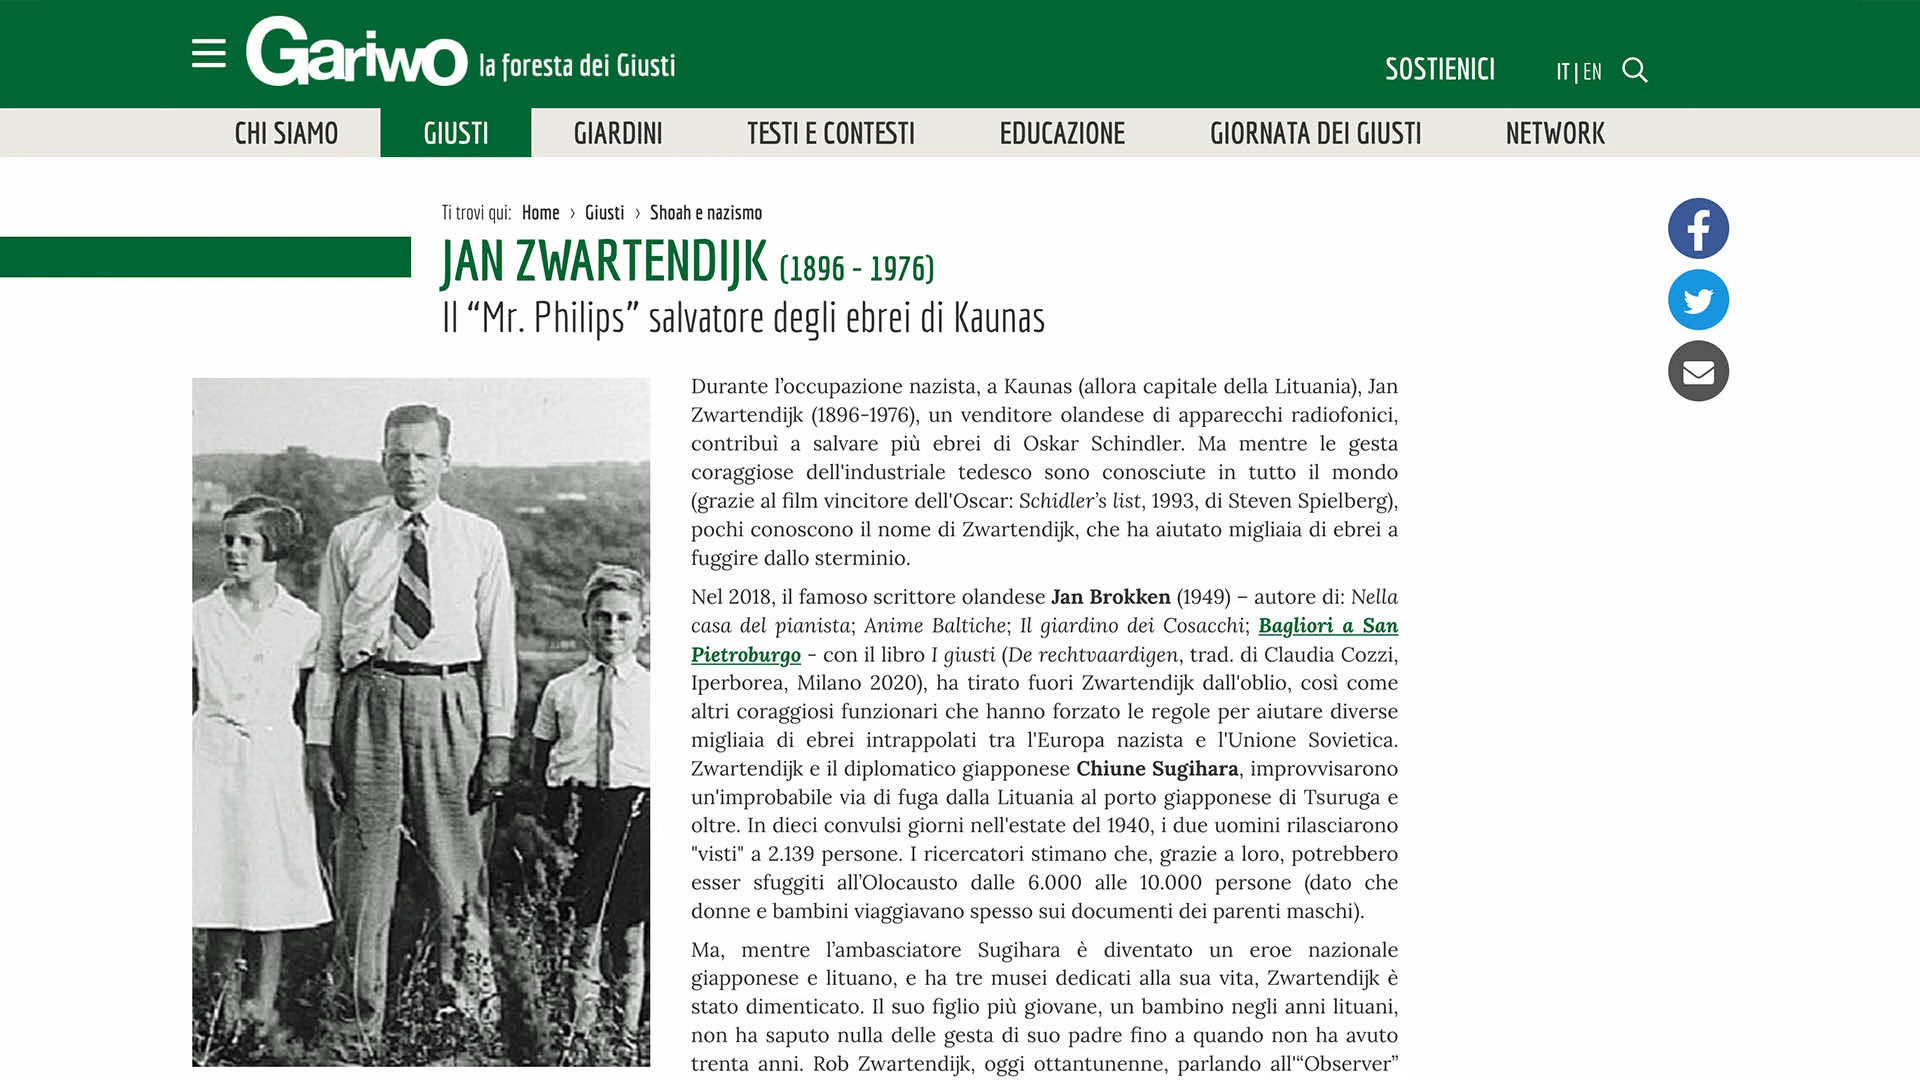 Gariwo la foresta dei Giusti
SOSTIENICI
IT | EN
CHI SIAMO
GIUSTI
GIARDINI
TESTI E CONTESTI
EDUCAZIONE
GIORNATA DEI GIUSTI
NETWORK
Ti trovi qui: Home › Giusti › Shoah e nazismo
JAN ZWARTENDIJK (1896 - 1976)
Il “Mr. Philips” salvatore degli ebrei di Kaunas
Durante l’occupazione nazista, a Kaunas (allora capitale della Lituania), Jan
Zwartendijk (1896-1976), un venditore olandese di apparecchi radiofonici,
contribuì a salvare più ebrei di Oskar Schindler. Ma mentre le gesta
coraggiose dell'industriale tedesco sono conosciute in tutto il mondo
(grazie al film vincitore dell'Oscar: Schidler’s list, 1993, di Steven Spielberg),
pochi conoscono il nome di Zwartendijk, che ha aiutato migliaia di ebrei a
fuggire dallo sterminio.
Nel 2018, il famoso scrittore olandese Jan Brokken (1949) – autore di: Nella
casa del pianista; Anime Baltiche; Il giardino dei Cosacchi; Bagliori a San
Pietroburgo - con il libro I giusti (De rechtvaardigen, trad. di Claudia Cozzi,
Iperborea, Milano 2020), ha tirato fuori Zwartendijk dall'oblio, così come
altri coraggiosi funzionari che hanno forzato le regole per aiutare diverse
migliaia di ebrei intrappolati tra l'Europa nazista e l'Unione Sovietica.
Zwartendijk e il diplomatico giapponese Chiune Sugihara, improvvisarono
un'improbabile via di fuga dalla Lituania al porto giapponese di Tsuruga e
oltre. In dieci convulsi giorni nell'estate del 1940, i due uomini rilasciarono
"visti" a 2.139 persone. I ricercatori stimano che, grazie a loro, potrebbero
esser sfuggiti all’Olocausto dalle 6.000 alle 10.000 persone (dato che
donne e bambini viaggiavano spesso sui documenti dei parenti maschi).
Ma, mentre l’ambasciatore Sugihara è diventato un eroe nazionale
giapponese e lituano, e ha tre musei dedicati alla sua vita, Zwartendijk è
stato dimenticato. Il suo figlio più giovane, un bambino negli anni lituani,
non ha saputo nulla delle gesta di suo padre fino a quando non ha avuto
trenta anni. Rob Zwartendijk, oggi ottantunenne, parlando all'“Observer”